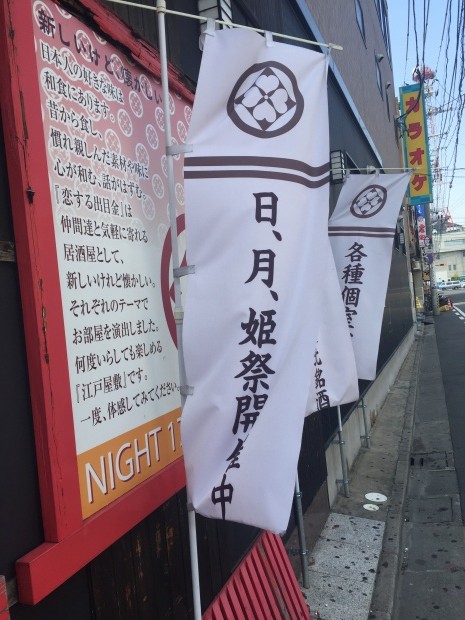 新しいけど懐かしい
日本人の好きな味は
和食にあります。
昔から食し、
慣れ親しんだ素材や味に
心が和む、話がはずむ。
『恋する出目金』は
仲間達と気軽に寄れる
居酒屋として、
新しいけれど懐かしい。
それぞれのテーマで
お部屋を演出しました。
何度いらしても楽しめる
『江戸屋敷』です。
一度、体感してみてください。
NIGHT 17
日、月、姫祭開催中
銘酒
各種個室
カラオケ